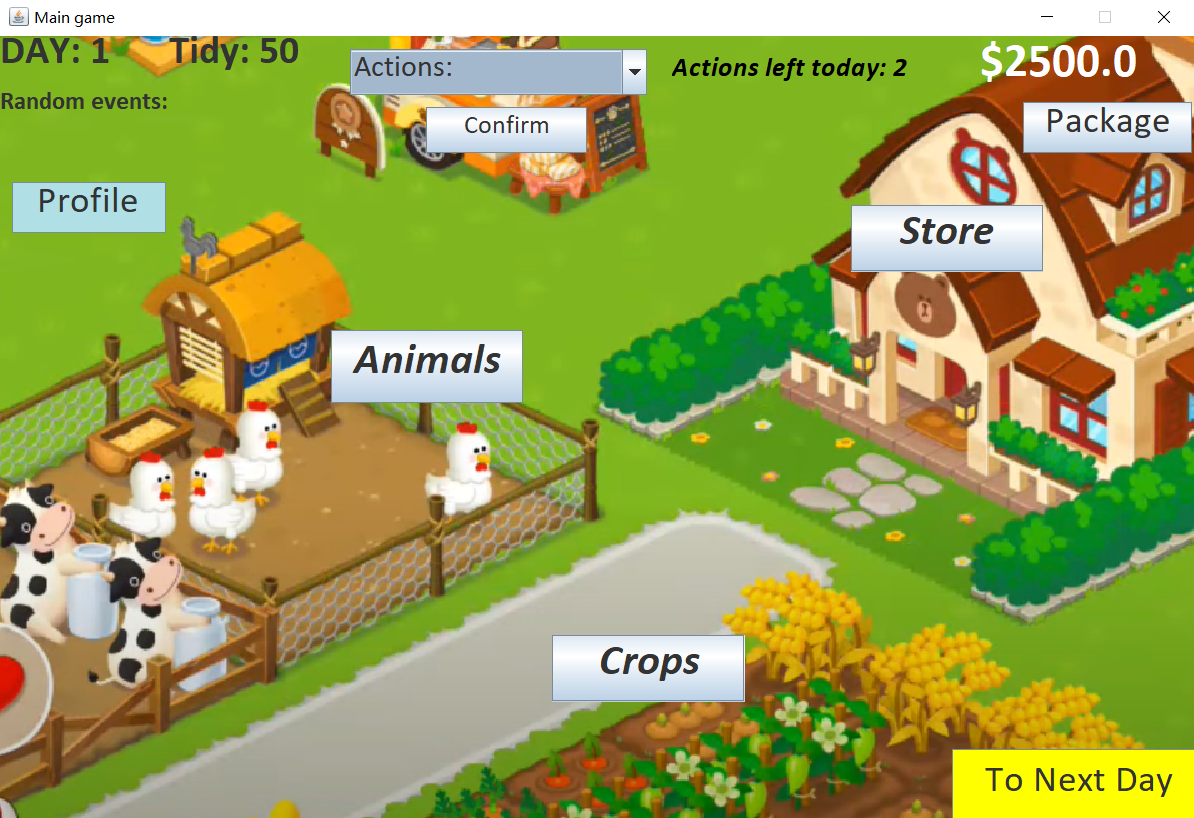 Main game
DAY: 1
Tidy: 50
Actions:
Actions left today: 2
$2500.0
Random events:
Confirm
Package
Profile
Store
Animals
Crops
To Next Day